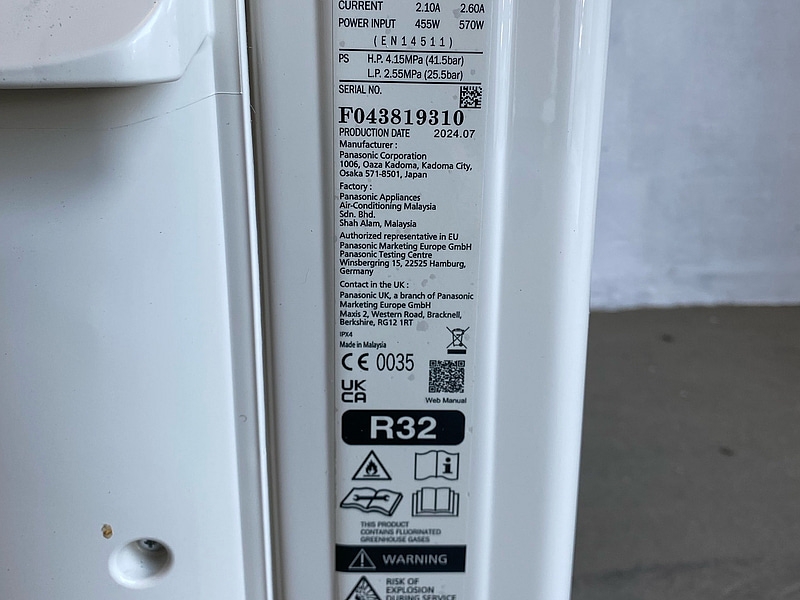 CURRENT 2.10A 2.60A
POWER INPUT 455W 570W
(EN14511)
PS H.P. 4.15MPa (41.5bar)
L.P. 2.55MPa (25.5bar)
SERIAL NO.
F043819310
PRODUCTION DATE 2024.07
Manufacturer :
Panasonic Corporation
1006, Oaza Kadoma, Kadoma City,
Osaka 571-8501, Japan
Factory :
Panasonic Appliances
Air-Conditioning Malaysia
Sdn. Bhd.
Shah Alam, Malaysia
Authorized representative in EU
Panasonic Marketing Europe GmbH
Panasonic Testing Centre
Winsbergring 15, 22525 Hamburg,
Germany
Contact in the UK :
Panasonic UK, a branch of Panasonic
Marketing Europe GmbH
Maxis 2, Western Road, Bracknell,
Berkshire, RG12 1RT
IPX4
Made in Malaysia
CE 0035
UK
CA
Web Manual
R32
THIS PRODUCT
CONTAINS FLUORINATED
GREENHOUSE GASES
WARNING
RISK OF
EXPLOSION
DURING SERVICE